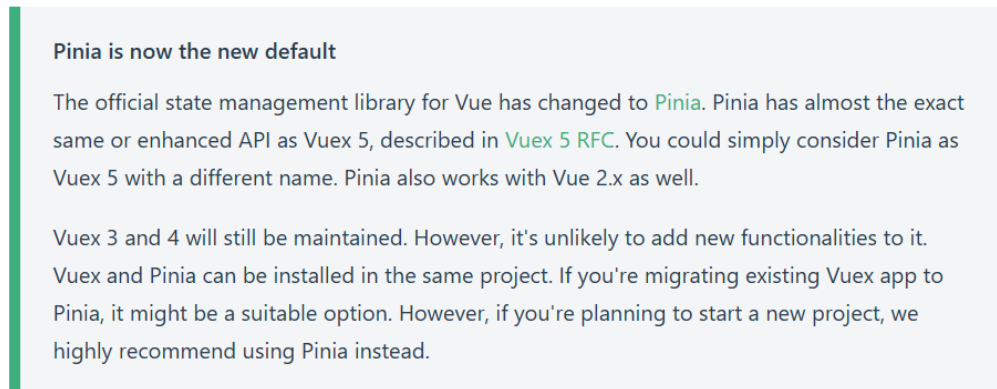 Pinia is now the new default
The official state management library for Vue has changed to Pinia. Pinia has almost the exact
same or enhanced API as Vuex 5, described in Vuex 5 RFC. You could simply consider Pinia as
Vuex 5 with a different name. Pinia also works with Vue 2.x as well.
Vuex 3 and 4 will still be maintained. However, it's unlikely to add new functionalities to it.
Vuex and Pinia can be installed in the same project. If you're migrating existing Vuex app to
Pinia, it might be a suitable option. However, if you're planning to start a new project, we
highly recommend using Pinia instead.